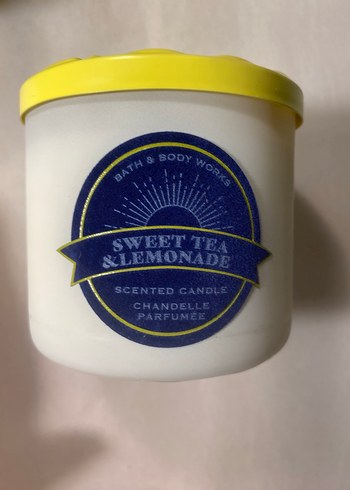 BATH & BODY WORKS
SWEET TEA
&LEMONADE
SCENTED CANDLE
CHANDELLE
PARFUMÉE